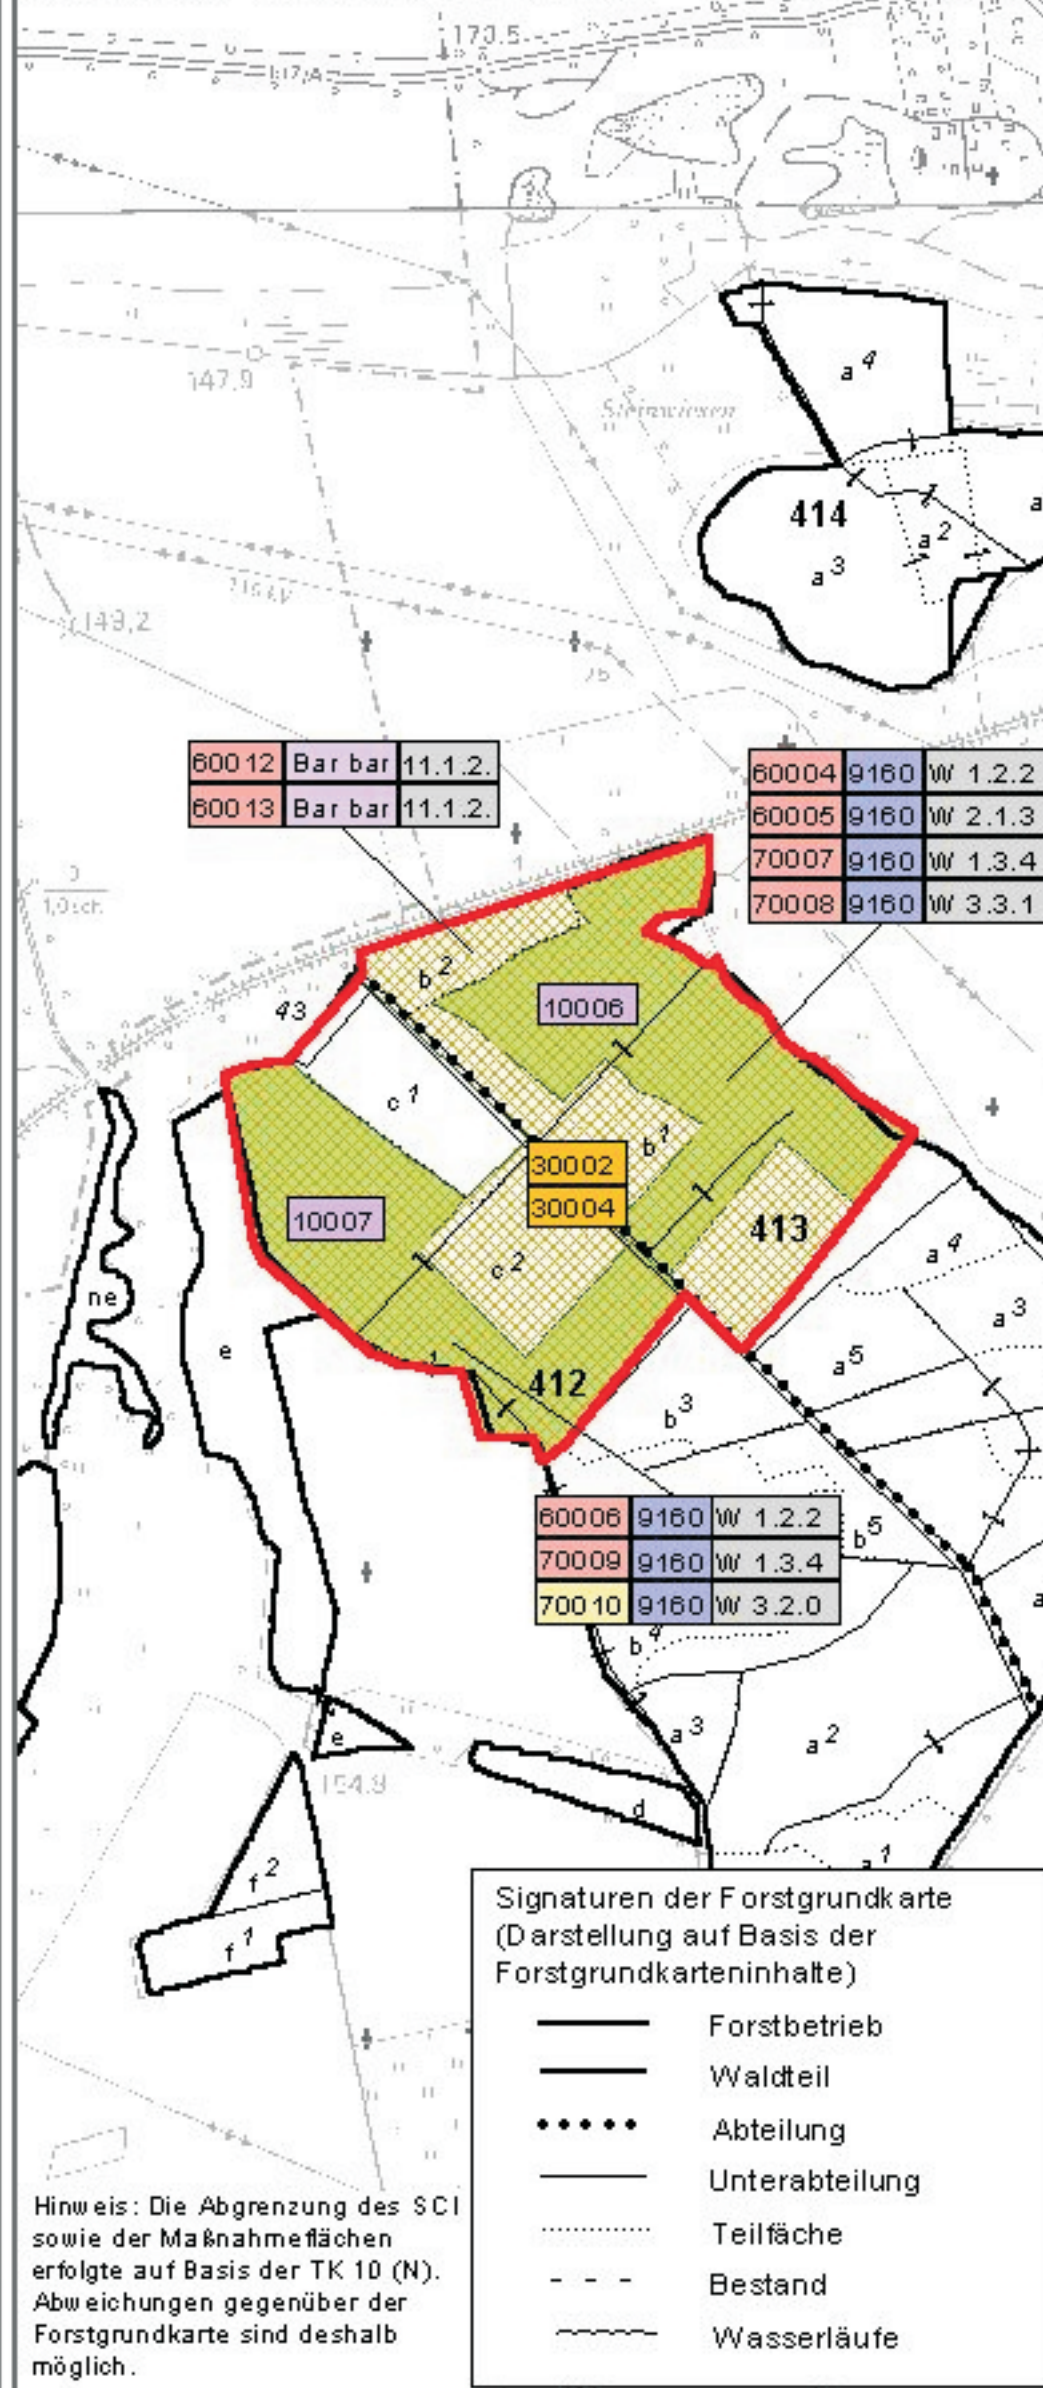 170.5
147.9
Steinwiesen
a 4
414
a 2
a 3
a
149,2
25
60012 Bar bar 11.1.2.
60013 Bar bar 11.1.2.
60004 9160 W 1.2.2
60005 9160 W 2.1.3
70007 9160 W 1.3.4
70008 9160 W 3.3.1
b 2
43
10006
c 1
b 1
30002
30004
10007
413
c 2
a 4
ne
a 3
e
a 5
412
b 3
60006 9160 W 1.2.2
70009 9160 W 1.3.4
70010 9160 W 3.2.0
b 5
b 4
a
a 3
a 2
e
154.9
d
a 1
f 2
f 1
Signaturen der Forstgrundkarte
(Darstellung auf Basis der
Forstgrundkarteninhalte)
Forstbetrieb
Waldteil
Abteilung
Unterabteilung
Teilfäche
Bestand
Wasserläufe
Hinweis: Die Abgrenzung des SCI
sowie der Maßnahmeflächen
erfolgte auf Basis der TK 10 (N).
Abweichungen gegenüber der
Forstgrundkarte sind deshalb
möglich.